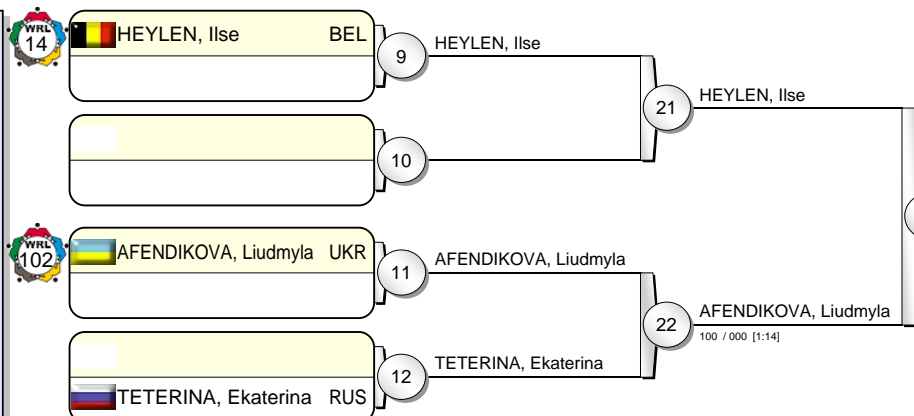 WRL
14
HEYLEN, Ilse BEL
9
HEYLEN, Ilse
21
HEYLEN, Ilse
10
WRL
102
AFENDIKOVA, Liudmyla UKR
11
AFENDIKOVA, Liudmyla
22
AFENDIKOVA, Liudmyla
100 / 000 [1:14]
12
TETERINA, Ekaterina
TETERINA, Ekaterina RUS